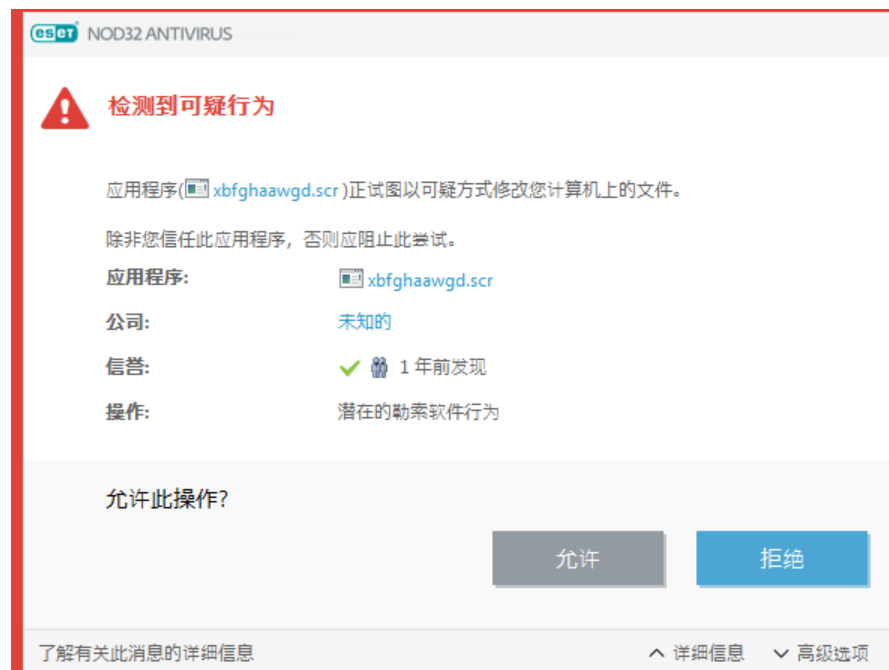 eset NOD32 ANTIVIRUS
检测到可疑行为
应用程序( xbfghaawgd.scr )正试图以可疑方式修改您计算机上的文件。
除非您信任此应用程序，否则应阻止此尝试。
应用程序: xbfghaawgd.scr
公司: 未知的
信誉: 1 年前发现
操作: 潜在的勒索软件行为
允许此操作?
允许 拒绝
了解有关此消息的详细信息 详细信息 高级选项